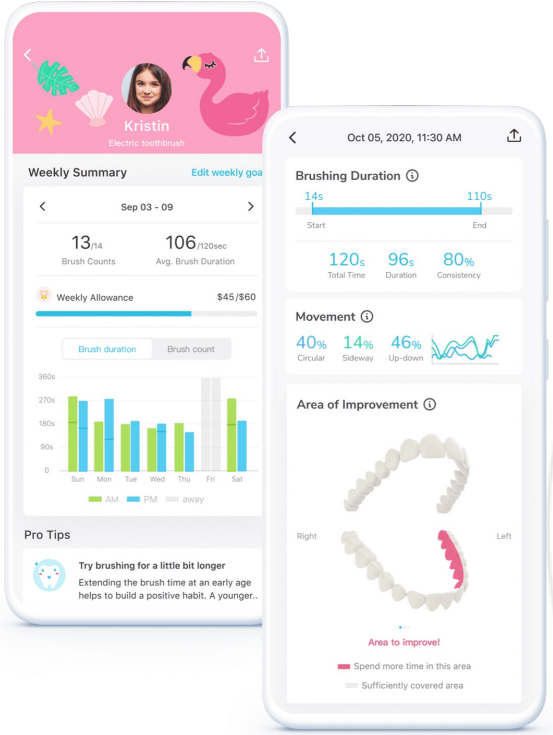 Kristin
Electric toothbrush
Weekly Summary
Edit weekly goa
Sep 03 - 09
13/14
106/120sec
Brush Counts
Avg. Brush Duration
Weekly Allowance
$45/$60
Brush duration
Brush count
360s
270s
180s
90s
0
Sun Mon Tue Wed Thu Fri Sat
AM PM away
Pro Tips
Try brushing for a little bit longer
Extending the brush time at an early age
helps to build a positive habit. A younger..
Oct 05, 2020, 11:30 AM
Brushing Duration
14s
110s
Start
End
120s 96s 80%
Total Time Duration Consistency
Movement
40% 14% 46%
Circular Sideway Up-down
Area of Improvement
Right
Left
Area to improve!
Spend more time in this area
Sufficiently covered area